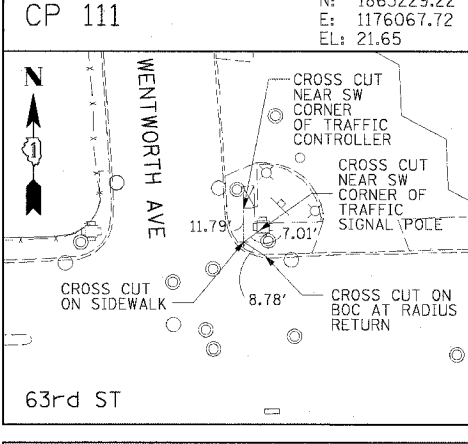 CP 111
N: 1865229.22
E: 1176067.72
EL: 21.65
N
1
WENTWORTH AVE
CROSS CUT
NEAR SW
CORNER
OF TRAFFIC
CONTROLLER
CROSS CUT
NEAR SW
CORNER OF
TRAFFIC
SIGNAL POLE
11.79'
7.01'
CROSS CUT
ON SIDEWALK
8.78'
CROSS CUT ON
BOC AT RADIUS
RETURN
63rd ST